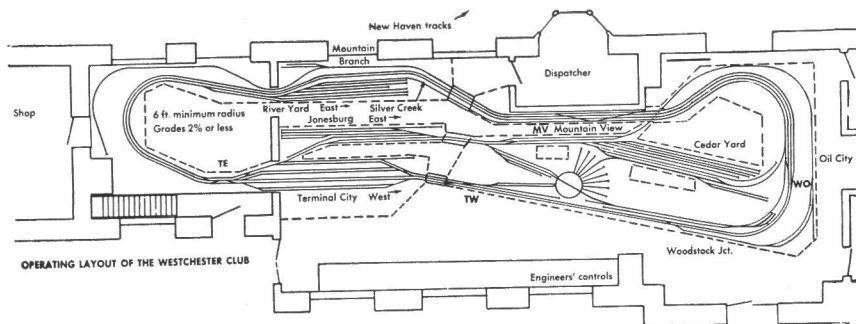 New Haven tracks
Mountain
Branch
Dispatcher
Shop
River Yard East
Silver Creek
6 ft. minimum radius
Jonesburg East
Grades 2% or less
MV Mountain View
Cedar Yard
TE
Oil City
WO
Terminal City West
TW
Woodstock Jct.
OPERATING LAYOUT OF THE WESTCHESTER CLUB
Engineers' controls